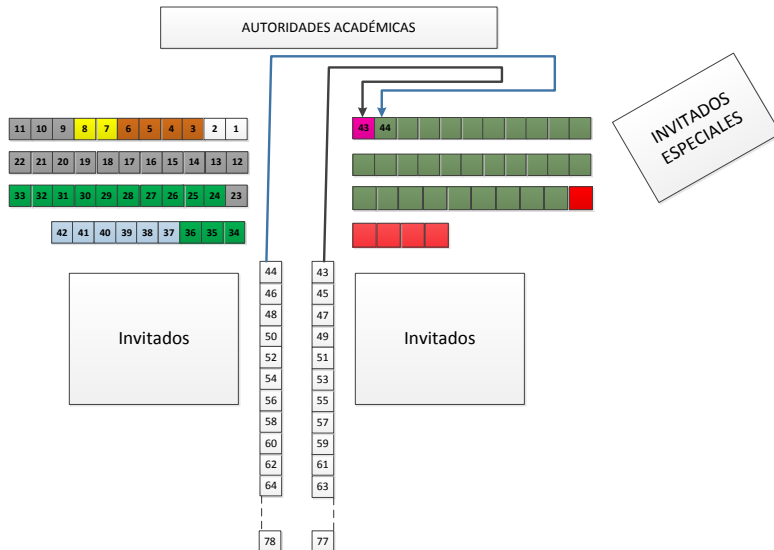 AUTORIDADES ACADÉMICAS
INVITADOS
ESPECIALES
11 10 9 8 7 6 5 4 3 2 1
43 44
22 21 20 19 18 17 16 15 14 13 12
33 32 31 30 29 28 27 26 25 24 23
42 41 40 39 38 37 36 35 34
44 43
46 45
48 47
Invitados
50 49
Invitados
52 51
54 53
56 55
58 57
60 59
62 61
64 63
78 77